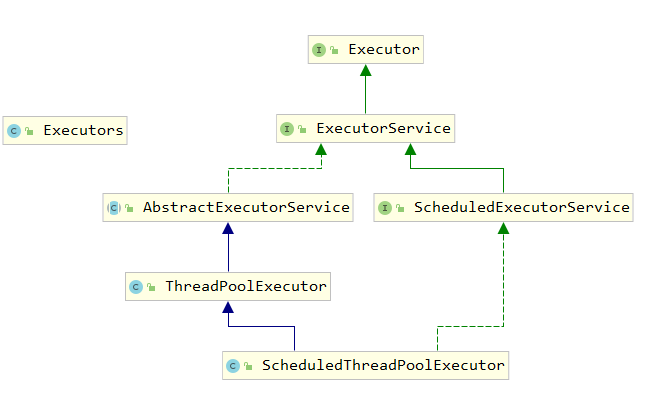 I Executor
C Executors
I ExecutorService
C AbstractExecutorService
I ScheduledExecutorService
C ThreadPoolExecutor
C ScheduledThreadPoolExecutor